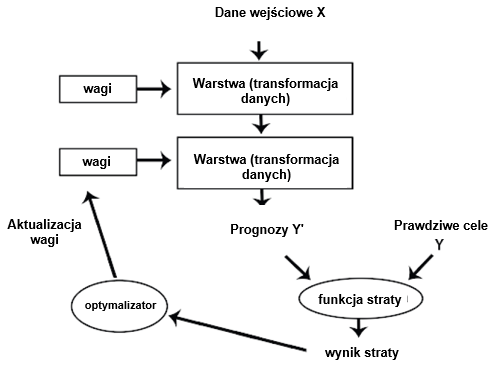 Dane wejściowe X
wagi
Warstwa (transformacja
danych)
wagi
Warstwa (transformacja
danych)
Aktualizacja
wagi
Prognozy Y'
Prawdziwe cele
Y
optymalizator
funkcja straty
wynik straty